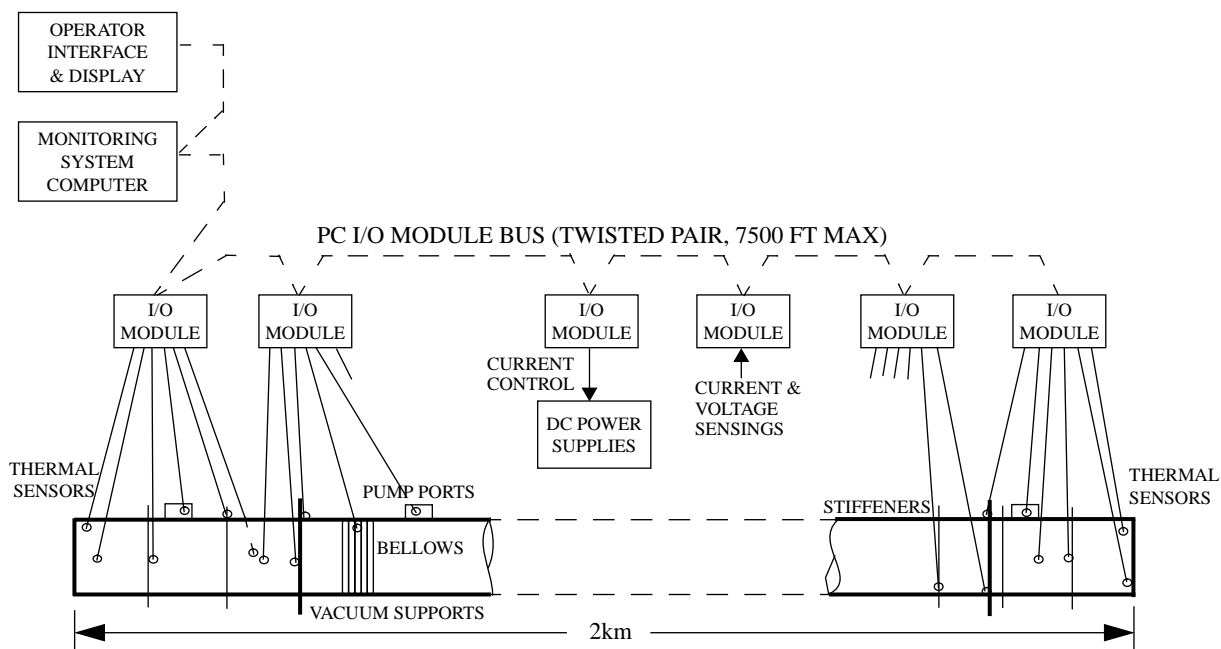 OPERATOR
INTERFACE
& DISPLAY
MONITORING
SYSTEM
COMPUTER
PC I/O MODULE BUS (TWISTED PAIR, 7500 FT MAX)
I/O
MODULE
I/O
MODULE
I/O
MODULE
I/O
MODULE
I/O
MODULE
I/O
MODULE
CURRENT
CONTROL
CURRENT &
VOLTAGE
SENSINGS
DC POWER
SUPPLIES
THERMAL
SENSORS
PUMP PORTS
STIFFENERS
THERMAL
SENSORS
BELLOWS
VACUUM SUPPORTS
2km